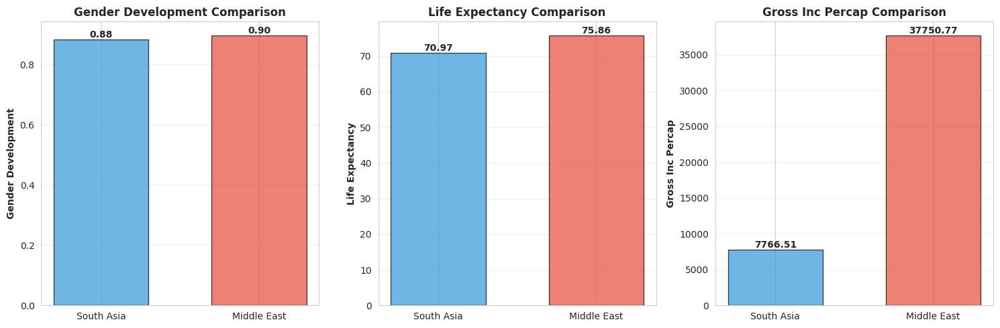 Gender Development Comparison
Gender Development
0.8
0.6
0.4
0.2
0.0
0.88
0.90
South Asia
Middle East
Life Expectancy Comparison
Life Expectancy
70
60
50
40
30
20
10
0
70.97
75.86
South Asia
Middle East
Gross Inc Percap Comparison
Gross Inc Percap
35000
30000
25000
20000
15000
10000
5000
0
7766.51
37750.77
South Asia
Middle East